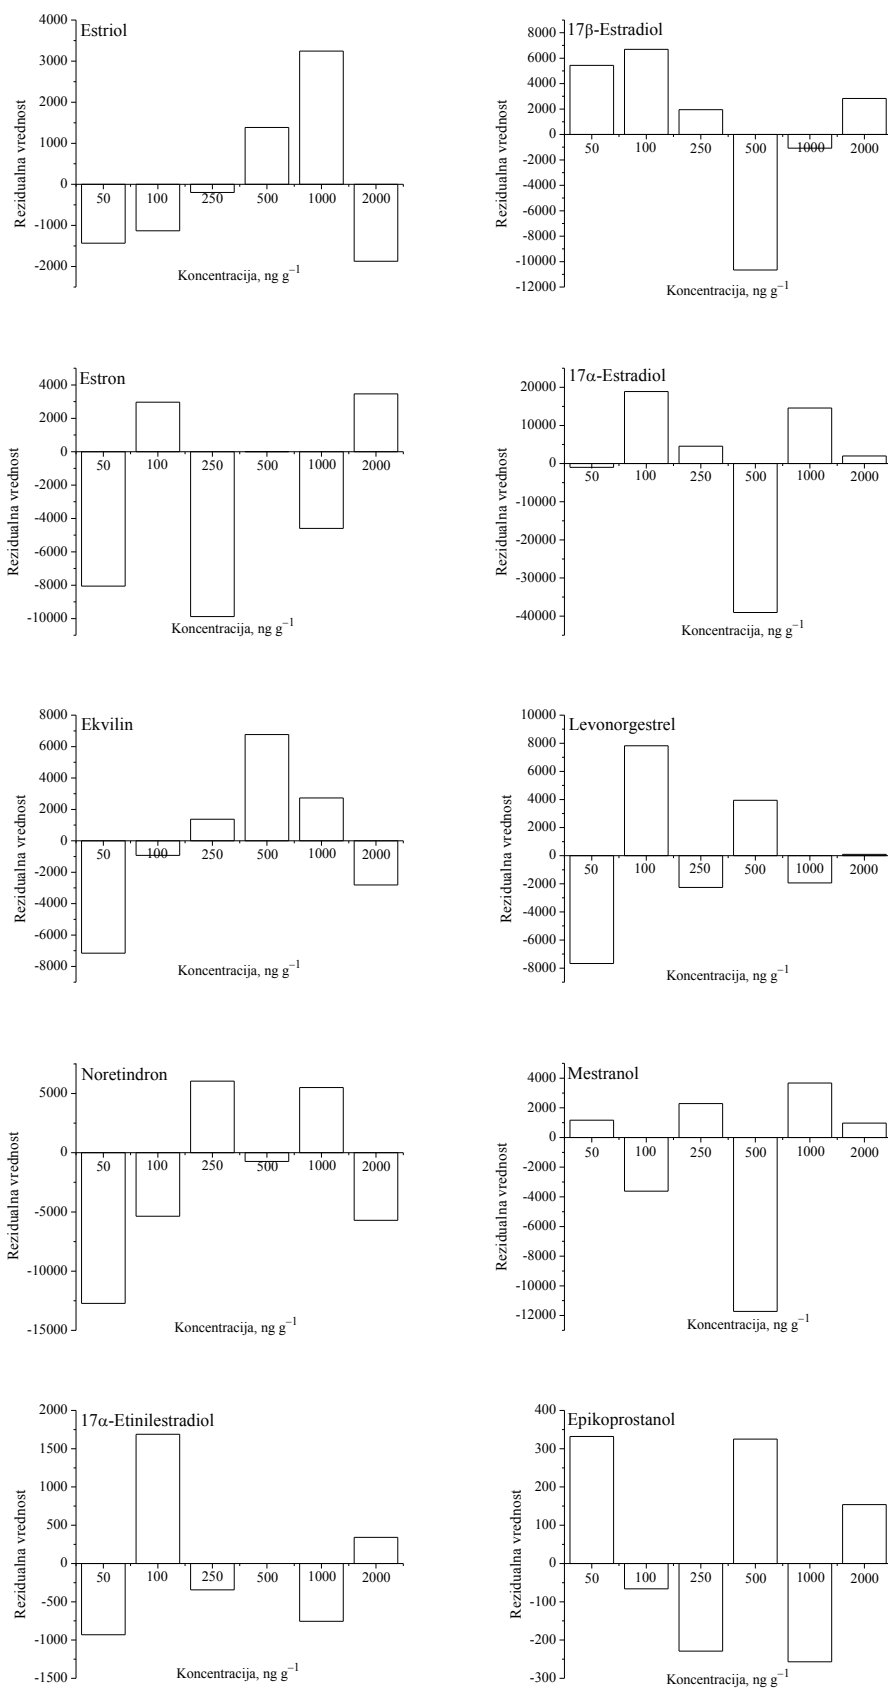 Estriol
4000
3000
2000
1000
0
-1000
-2000
50 100 250 500 1000 2000
Rezidualna vrednost
Koncentracija, ng g⁻¹
17β-Estradiol
8000
6000
4000
2000
0
-2000
-4000
-6000
-8000
-10000
-12000
50 100 250 500 1000 2000
Rezidualna vrednost
Koncentracija, ng g⁻¹
Estron
4000
2000
0
-2000
-4000
-6000
-8000
-10000
50 100 250 500 1000 2000
Rezidualna vrednost
Koncentracija, ng g⁻¹
17α-Estradiol
20000
10000
0
-10000
-20000
-30000
-40000
50 100 250 500 1000 2000
Rezidualna vrednost
Koncentracija, ng g⁻¹
Ekvilin
8000
6000
4000
2000
0
-2000
-4000
-6000
-8000
50 100 250 500 1000 2000
Rezidualna vrednost
Koncentracija, ng g⁻¹
Levonorgestrel
10000
8000
6000
4000
2000
0
-2000
-4000
-6000
-8000
50 100 250 500 1000 2000
Rezidualna vrednost
Koncentracija, ng g⁻¹
Noretindron
5000
0
-5000
-10000
-15000
50 100 250 500 1000 2000
Rezidualna vrednost
Koncentracija, ng g⁻¹
Mestranol
4000
2000
0
-2000
-4000
-6000
-8000
-10000
-12000
50 100 250 500 1000 2000
Rezidualna vrednost
Koncentracija, ng g⁻¹
17α-Etinilestradiol
2000
1500
1000
500
0
-500
-1000
-1500
50 100 250 500 1000 2000
Rezidualna vrednost
Koncentracija, ng g⁻¹
Epikoprostanol
400
300
200
100
0
-100
-200
-300
50 100 250 500 1000 2000
Rezidualna vrednost
Koncentracija, ng g⁻¹